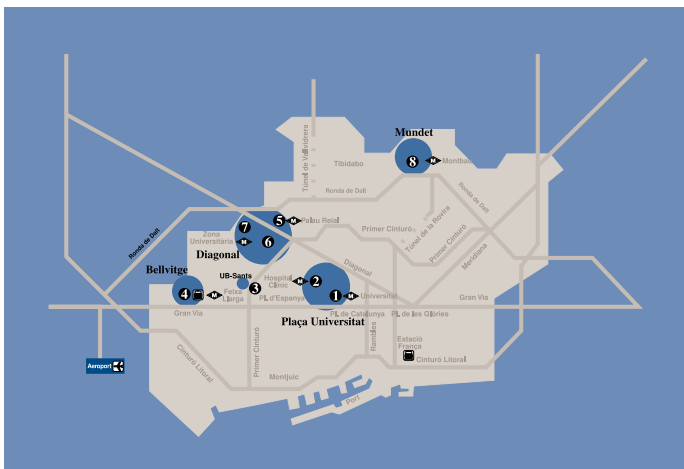 Mundet
8
M
Montbau
Túnel de Vallvidrera
Tibidabo
Ronda de Dalt
Ronda de Dalt
7
5
M
Palau Reial
Zona
Universitària
M
6
Primer Cinturó
Túnel de la Rovira
Primer Cinturó
Meridiana
Ronda de Dalt
Diagonal
Diagonal
Bellvitge
UB-Sants
3
Hospital
Clínic
M
2
4
M
Feixa
Llarga
Pl. d'Espanya
1
M
Universitat
Gran Via
Gran Via
Pl. de Catalunya
Pl. de les Glòries
Plaça Universitat
Rambles
Estació
França
Cinturó Litoral
Primer Cinturó
Cinturó Litoral
Montjuic
Port
Aeroport